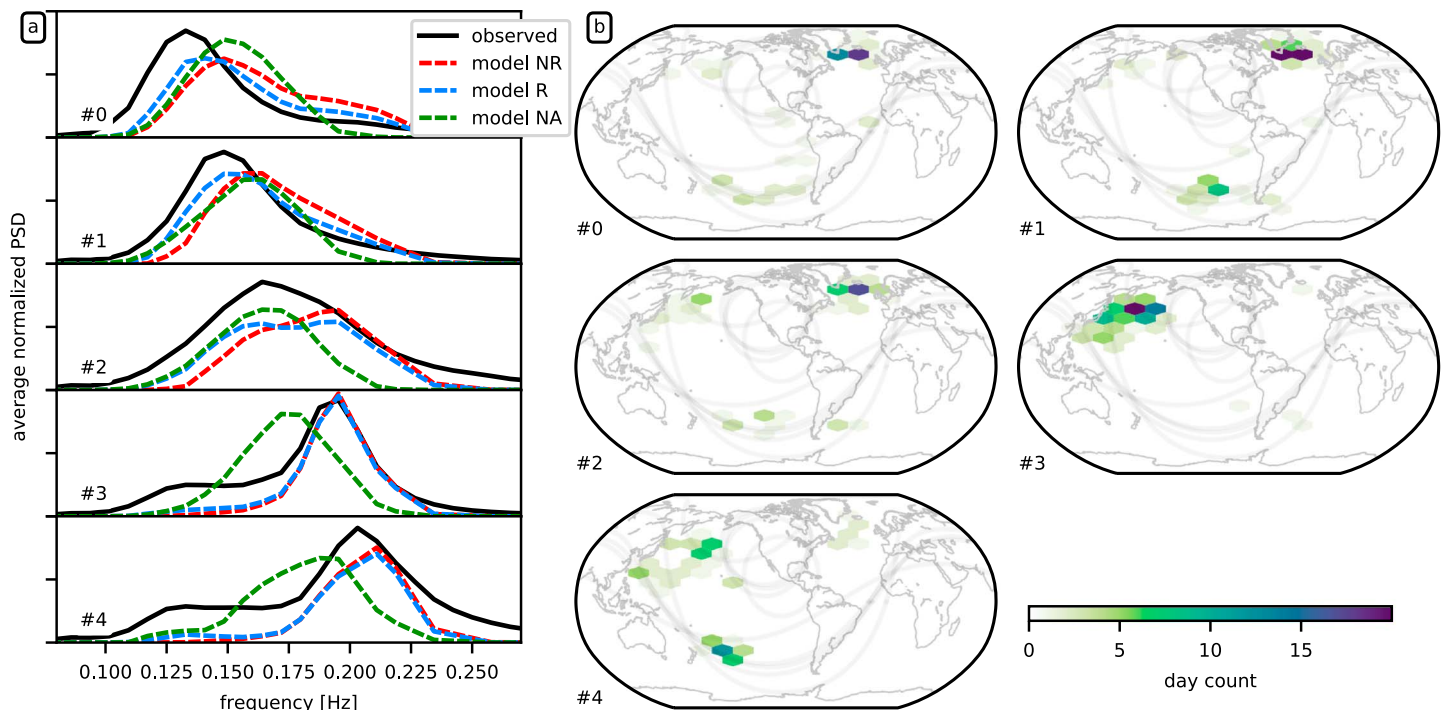 a
observed
model NR
model R
model NA
#0
#1
#2
#3
#4
average normalized PSD
0.100 0.125 0.150 0.175 0.200 0.225 0.250
frequency [Hz]
b
#0
#1
#2
#3
#4
0 5 10 15
day count